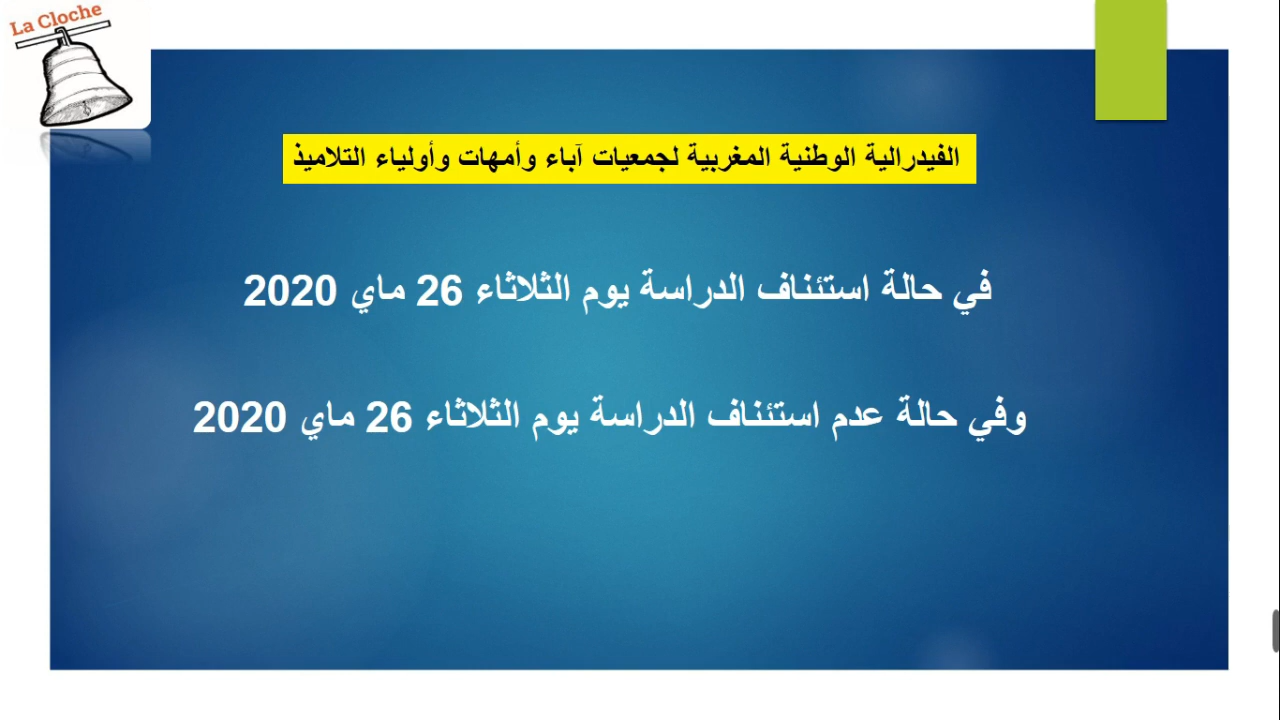 La Cloche
الفيدرالية الوطنية المغربية لجمعيات آباء وأمهات وأولياء التلاميذ
في حالة استئناف الدراسة يوم الثلاثاء 26 ماي 2020
وفي حالة عدم استئناف الدراسة يوم الثلاثاء 26 ماي 2020